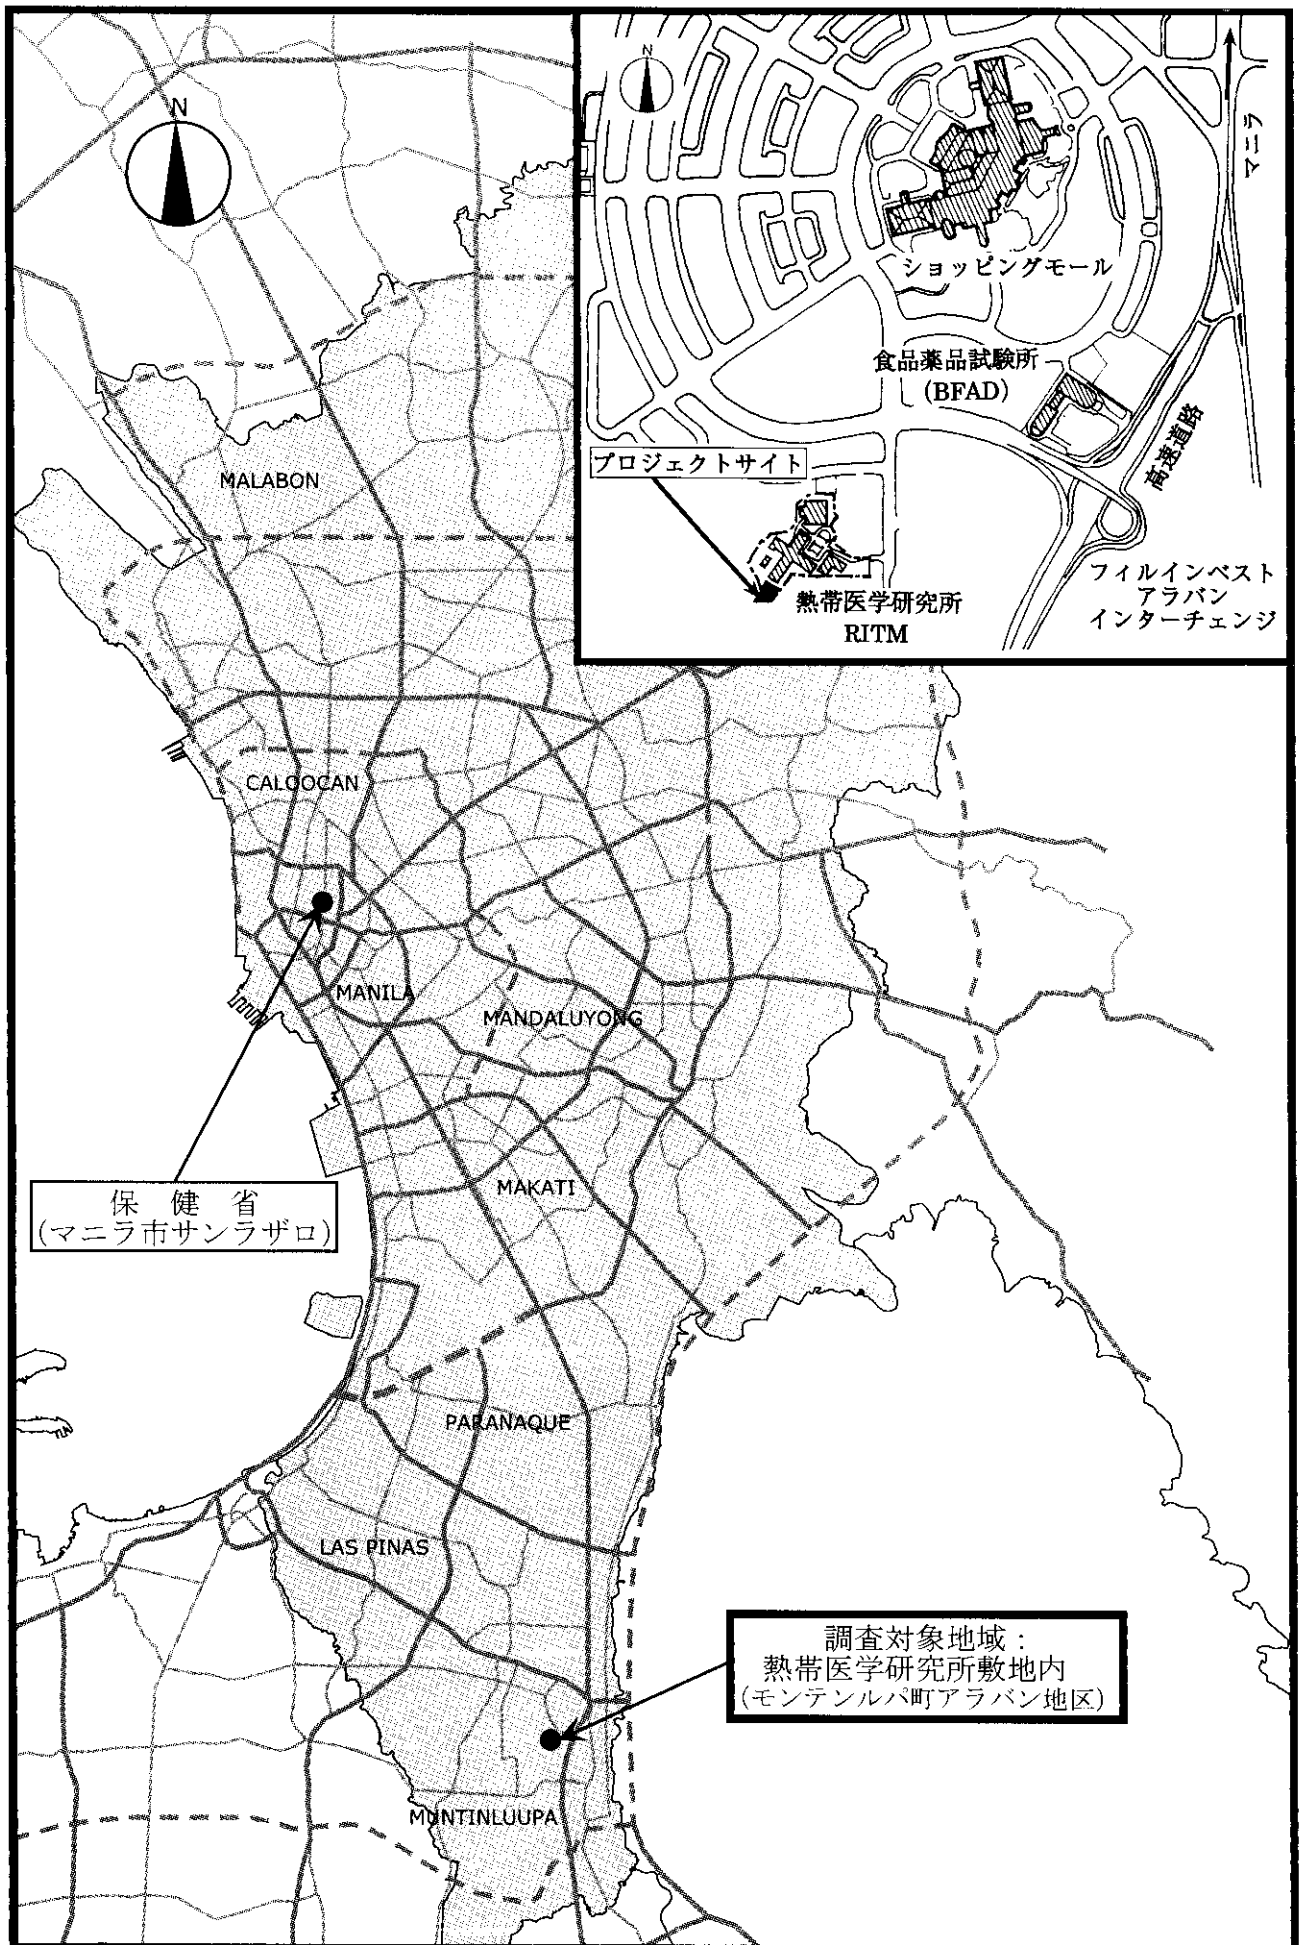 N
N
マニラ
ショッピングモール
食品薬品試験所
(BFAD)
高速道路
プロジェクトサイト
熱帯医学研究所
RITM
フィルインベスト
アラバン
インターチェンジ
MALABON
CALOOCAN
MANILA
MANDALUYONG
保 健 省
(マニラ市サンラザロ)
MAKATI
PARANAQUE
LAS PINAS
調査対象地域：
熱帯医学研究所敷地内
(モンテンルパ町アラバン地区)
MUNTINLUUPA